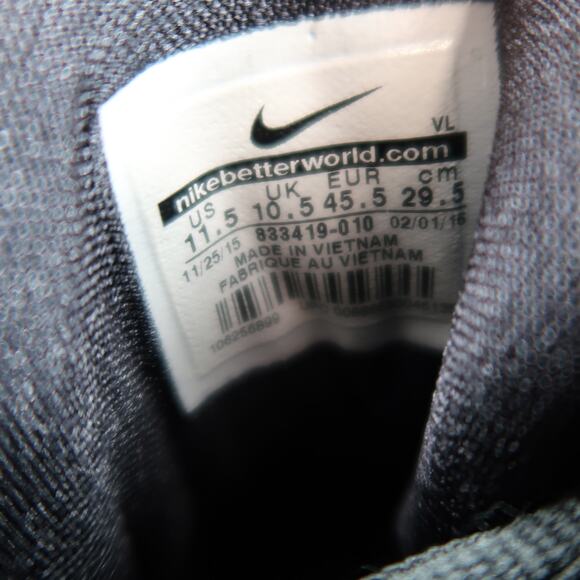 VL
nikebetterworld.com
US UK EUR cm
11.5 10.5 45.5 29.5
11/25/15 833419-010 02/01/16
MADE IN VIETNAM
FABRIQUE AU VIETNAM